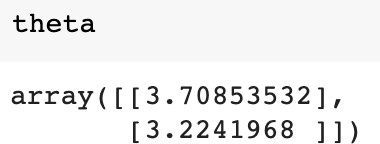 theta
array([[3.70853532],
[3.2241968 ]])